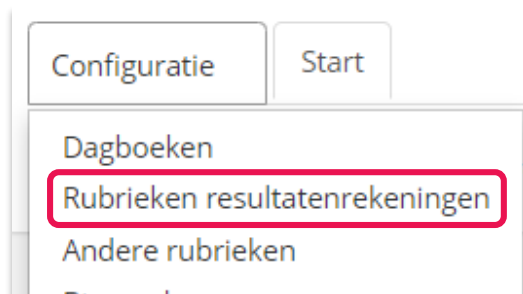 Configuratie
Start
Dagboeken
Rubrieken resultatenrekeningen
Andere rubrieken